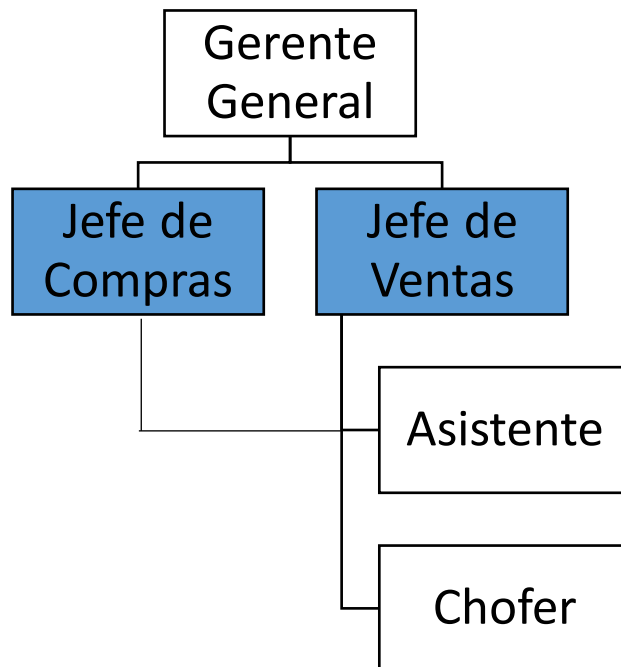 Gerente
General
Jefe de
Compras
Jefe de
Ventas
Asistente
Chofer